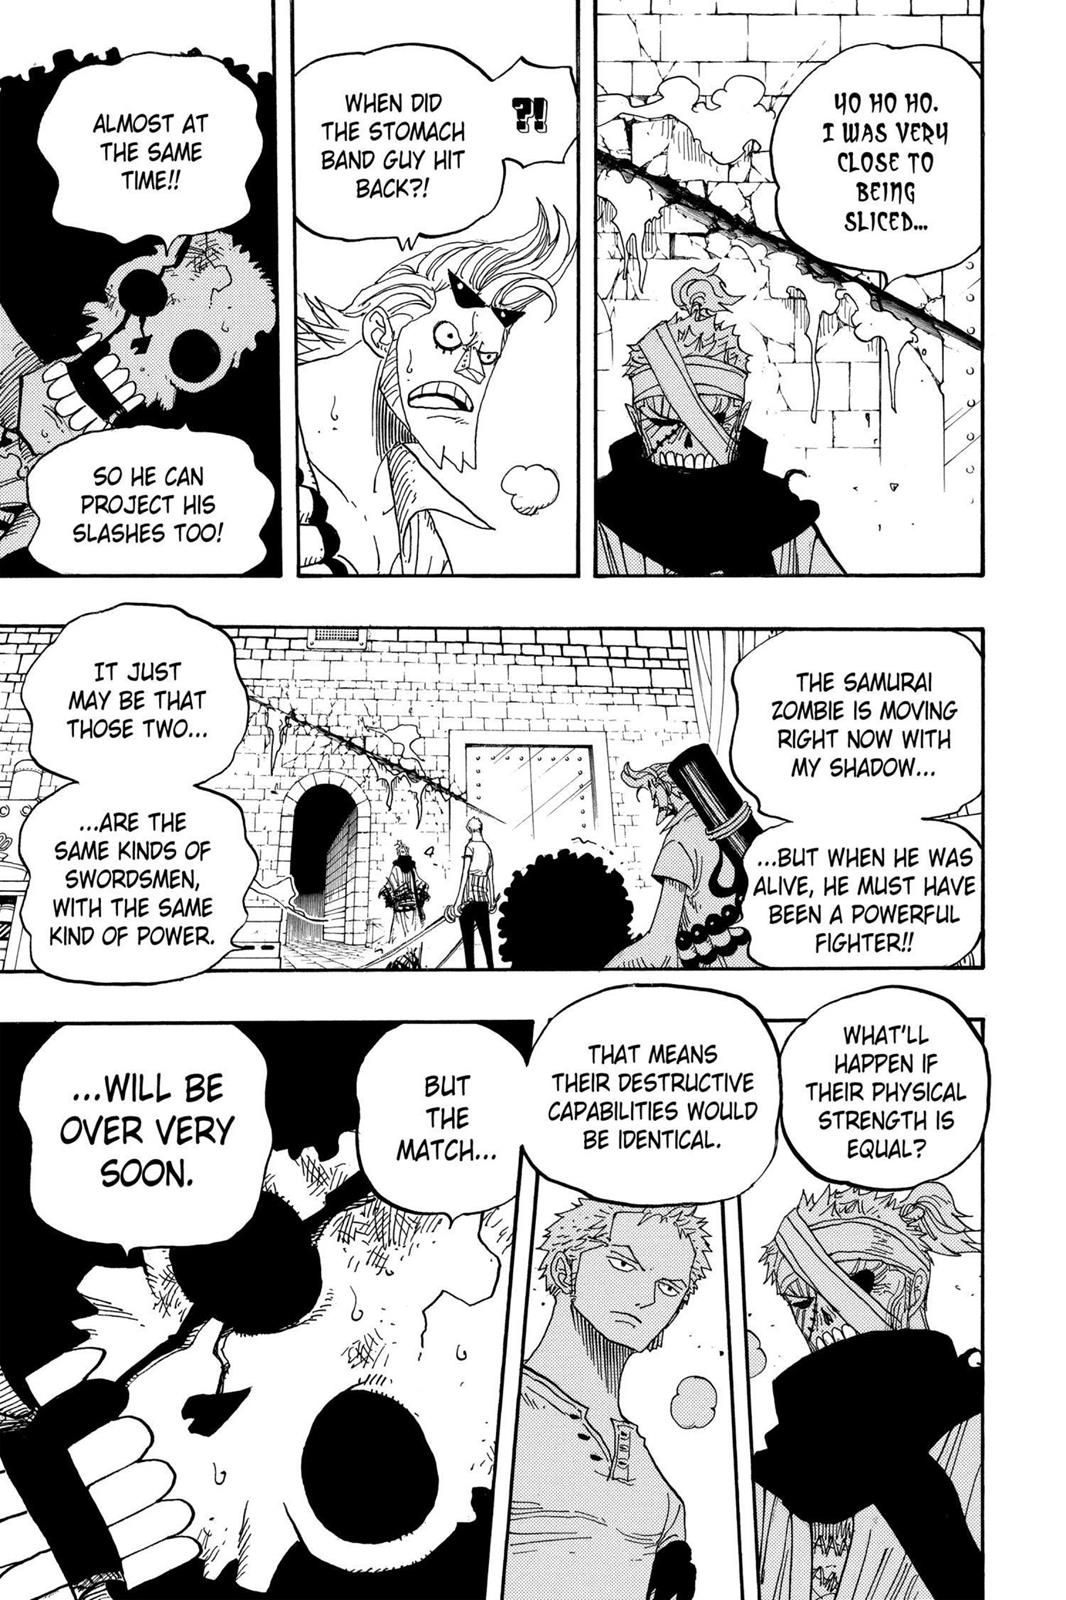 YO HO HO.
I WAS VERY
CLOSE TO
BEING
SLICED...
?!
WHEN DID
THE STOMACH
BAND GUY HIT
BACK?!
ALMOST AT
THE SAME
TIME!!
SO HE CAN
PROJECT HIS
SLASHES TOO!
THE SAMURAI
ZOMBIE IS MOVING
RIGHT NOW WITH
MY SHADOW...
...BUT WHEN HE WAS
ALIVE, HE MUST HAVE
BEEN A POWERFUL
FIGHTER!!
IT JUST
MAY BE THAT
THOSE TWO...
...ARE THE
SAME KINDS OF
SWORDSMEN,
WITH THE SAME
KIND OF POWER.
WHAT'LL
HAPPEN IF
THEIR PHYSICAL
STRENGTH IS
EQUAL?
THAT MEANS
THEIR DESTRUCTIVE
CAPABILITIES WOULD
BE IDENTICAL.
BUT
THE
MATCH...
...WILL BE
OVER VERY
SOON.